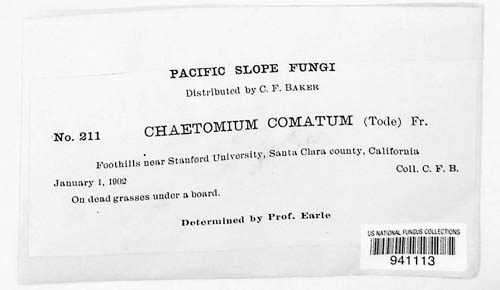 PACIFIC SLOPE FUNGI
Distributed by C. F. BAKER
No. 211 CHAETOMIUM COMATUM (Tode) Fr.
Foothills near Stanford University, Santa Clara county, California
January 1, 1902 Coll. C. F. B.
On dead grasses under a board.
Determined by Prof. Earle
US NATIONAL FUNGUS COLLECTIONS
941113